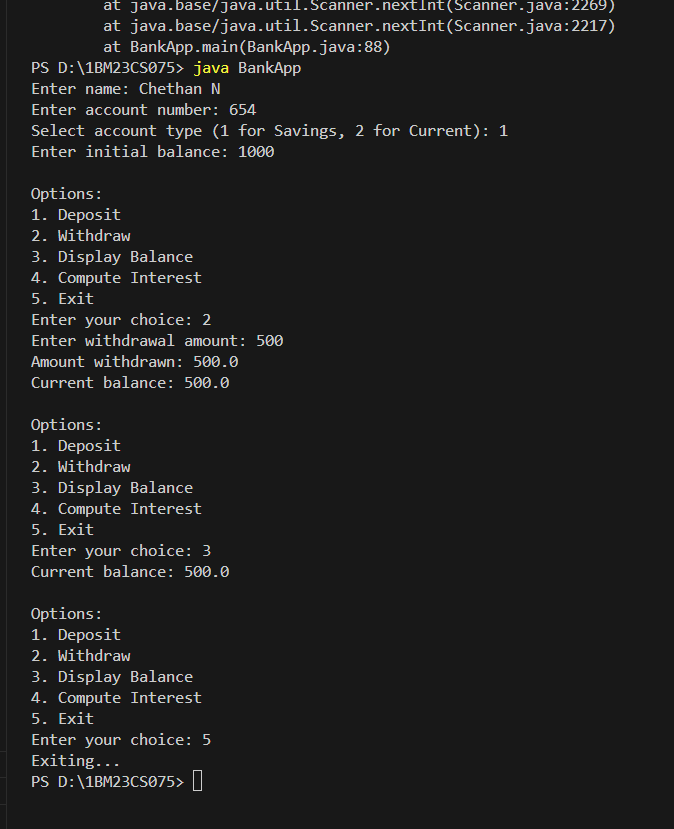 at java.base/java.util.Scanner.nextInt(Scanner.java:2269)
at java.base/java.util.Scanner.nextInt(Scanner.java:2217)
at BankApp.main(BankApp.java:88)
PS D:\1BM23CS075> java BankApp
Enter name: Chethan N
Enter account number: 654
Select account type (1 for Savings, 2 for Current): 1
Enter initial balance: 1000

Options:
1. Deposit
2. Withdraw
3. Display Balance
4. Compute Interest
5. Exit
Enter your choice: 2
Enter withdrawal amount: 500
Amount withdrawn: 500.0
Current balance: 500.0

Options:
1. Deposit
2. Withdraw
3. Display Balance
4. Compute Interest
5. Exit
Enter your choice: 3
Current balance: 500.0

Options:
1. Deposit
2. Withdraw
3. Display Balance
4. Compute Interest
5. Exit
Enter your choice: 5
Exiting...
PS D:\1BM23CS075>